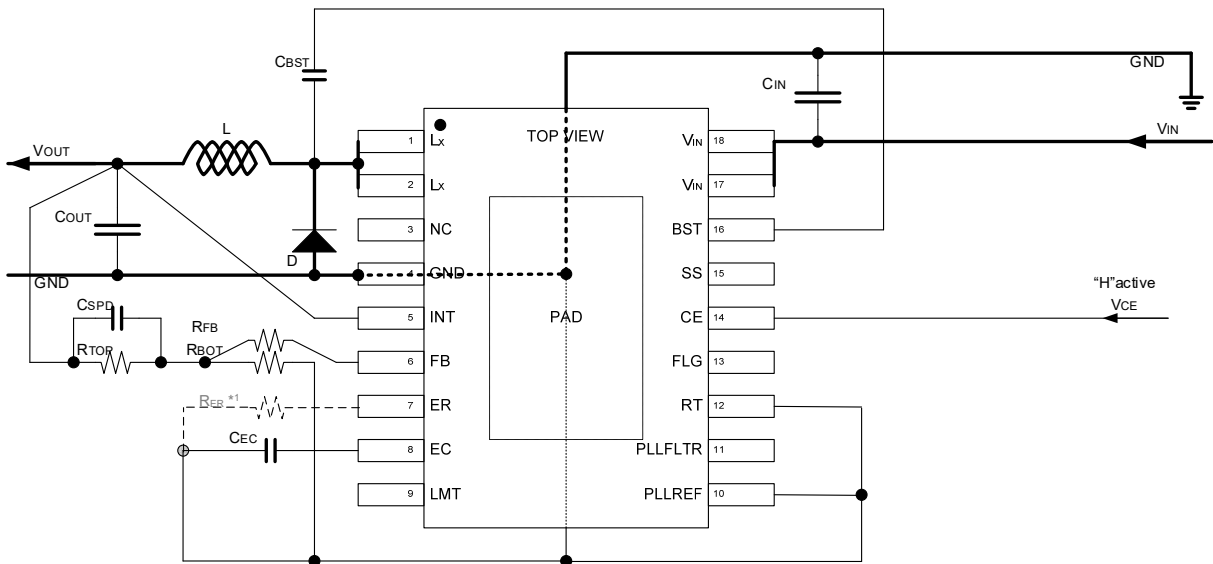 CBST
GND
CIN
L
TOP VIEW
VOUT
VIN
1 LX
VIN 18
2 LX
VIN 17
COUT
3 NC
BST 16
D
4 GND
SS 15
GND
CSPD
5 INT
PAD
CE 14
"H"active
VCE
RFB
RTOP
RBOT
6 FB
FLG 13
RER *1
7 ER
RT 12
CEC
8 EC
PLLFLTR 11
9 LMT
PLLREF 10